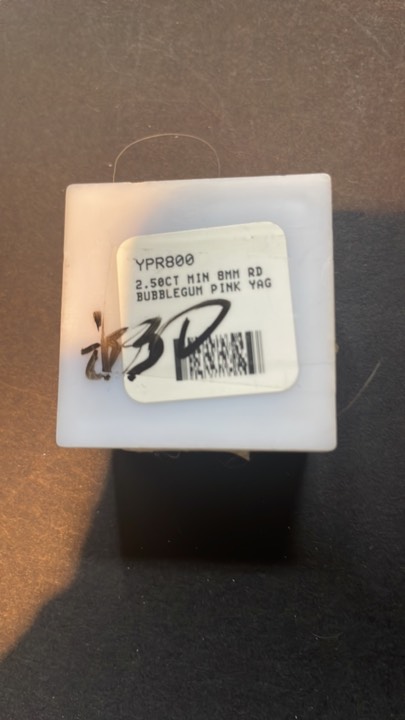 YPR800
2.50CT MIN 8MM RD
BUBBLEGUM PINK YAG